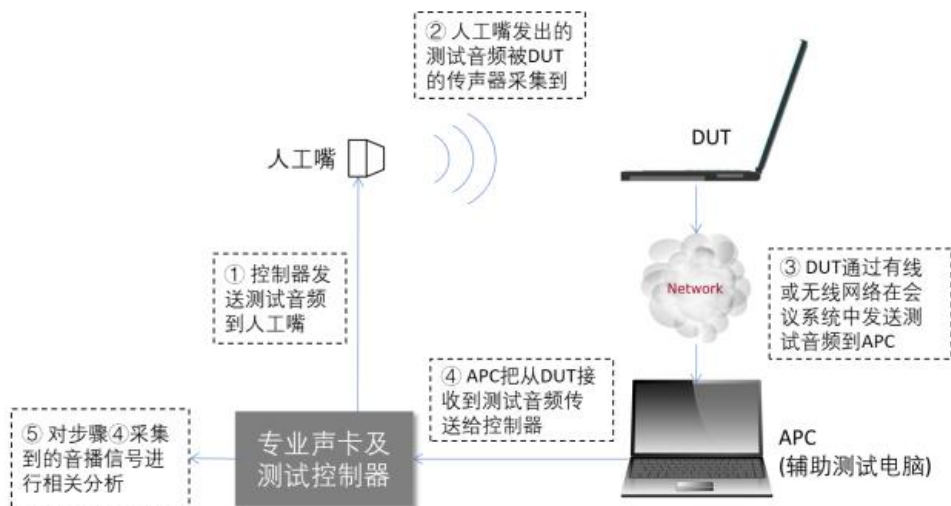 ② 人工嘴发出的
测试音频被DUT
的传声器采集到
人工嘴
DUT
① 控制器发
送测试音频
到人工嘴
Network
③ DUT通过有线
或无线网络在会
议系统中发送测
试音频到APC
④ APC把从DUT接
收到测试音频传
送给控制器
⑤ 对步骤④采集
到的音播信号进
行相关分析
专业声卡及
测试控制器
APC
(辅助测试电脑)